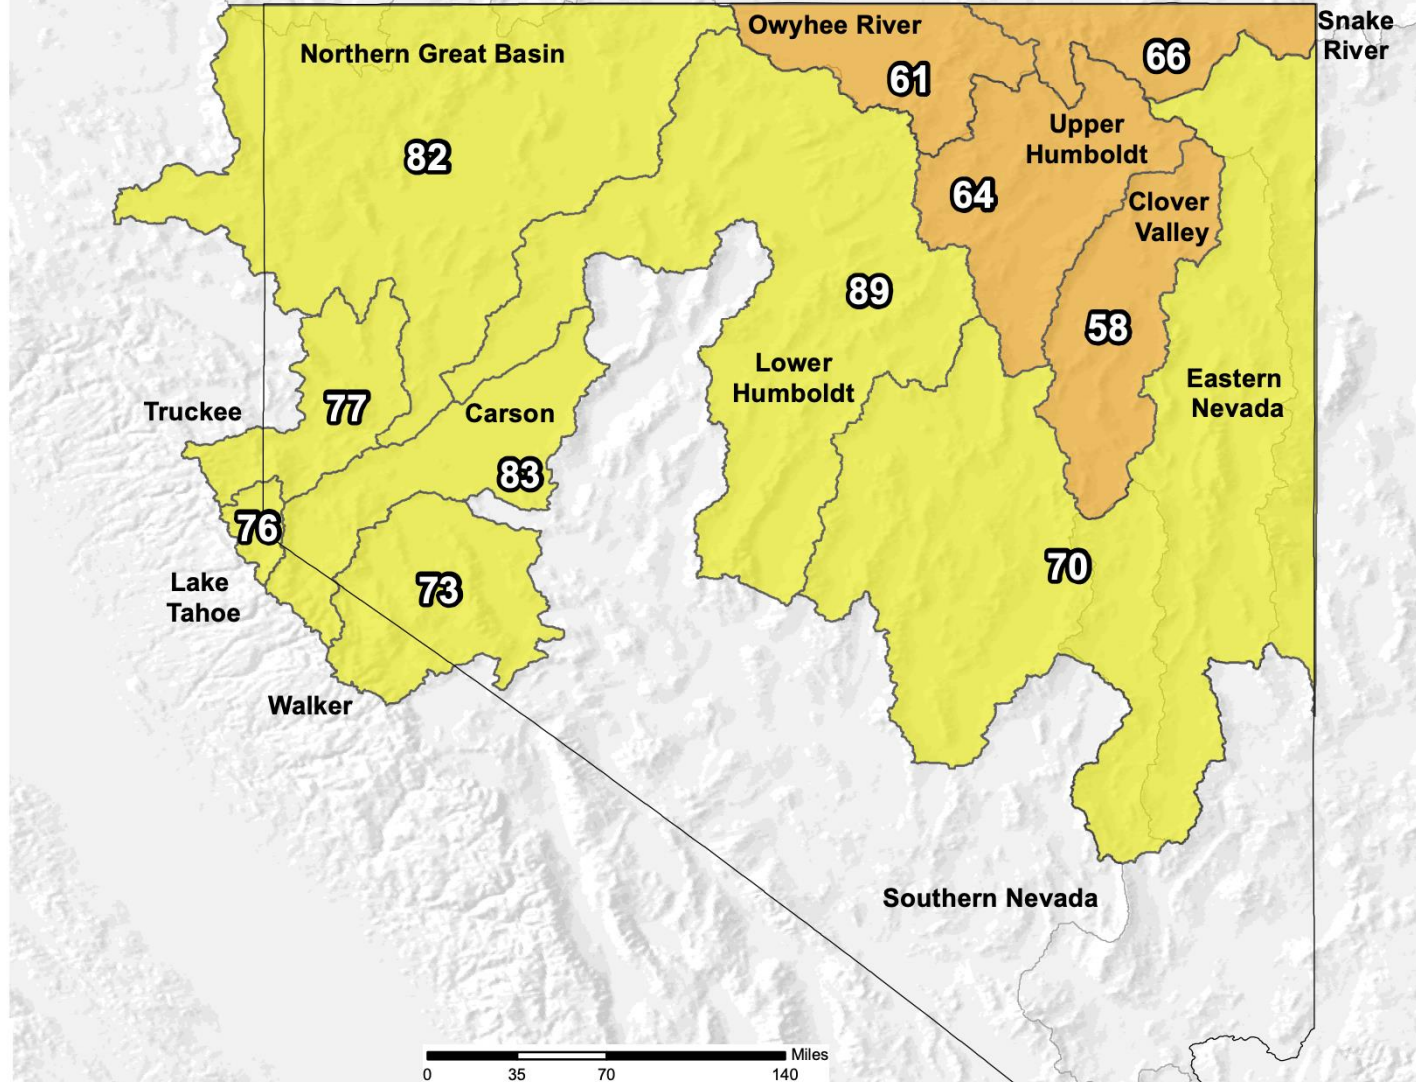 Owyhee River
Snake
River
Northern Great Basin
66
61
Upper
Humboldt
82
64
Clover
Valley
89
58
Lower
Humboldt
Eastern
Nevada
77
Truckee
Carson
83
76
70
Lake
Tahoe
73
Walker
Southern Nevada
Miles
0 35 70 140